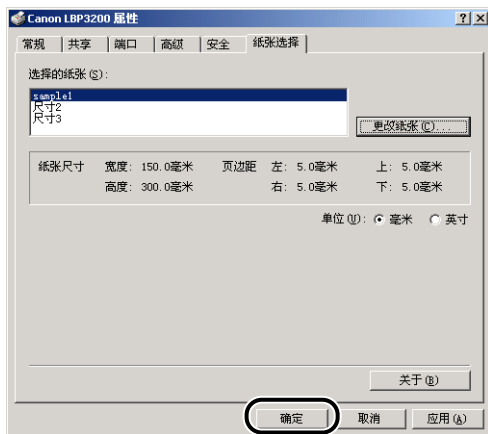 Canon LBP3200 属性
常规 共享 端口 高级 安全 纸张选择
选择的纸张(S):
sample1
尺寸2
尺寸3
更改纸张(C)...
纸张尺寸 宽度: 150.0毫米 页边距 左: 5.0毫米 上: 5.0毫米
高度: 300.0毫米 右: 5.0毫米 下: 5.0毫米
单位(U): 毫米 英寸
关于(B)
确定 取消 应用(A)